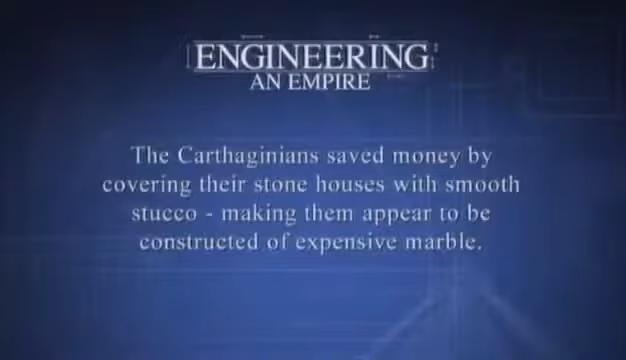 ENGINEERING
AN EMPIRE
The Carthaginians saved money by
covering their stone houses with smooth
stucco - making them appear to be
constructed of expensive marble.